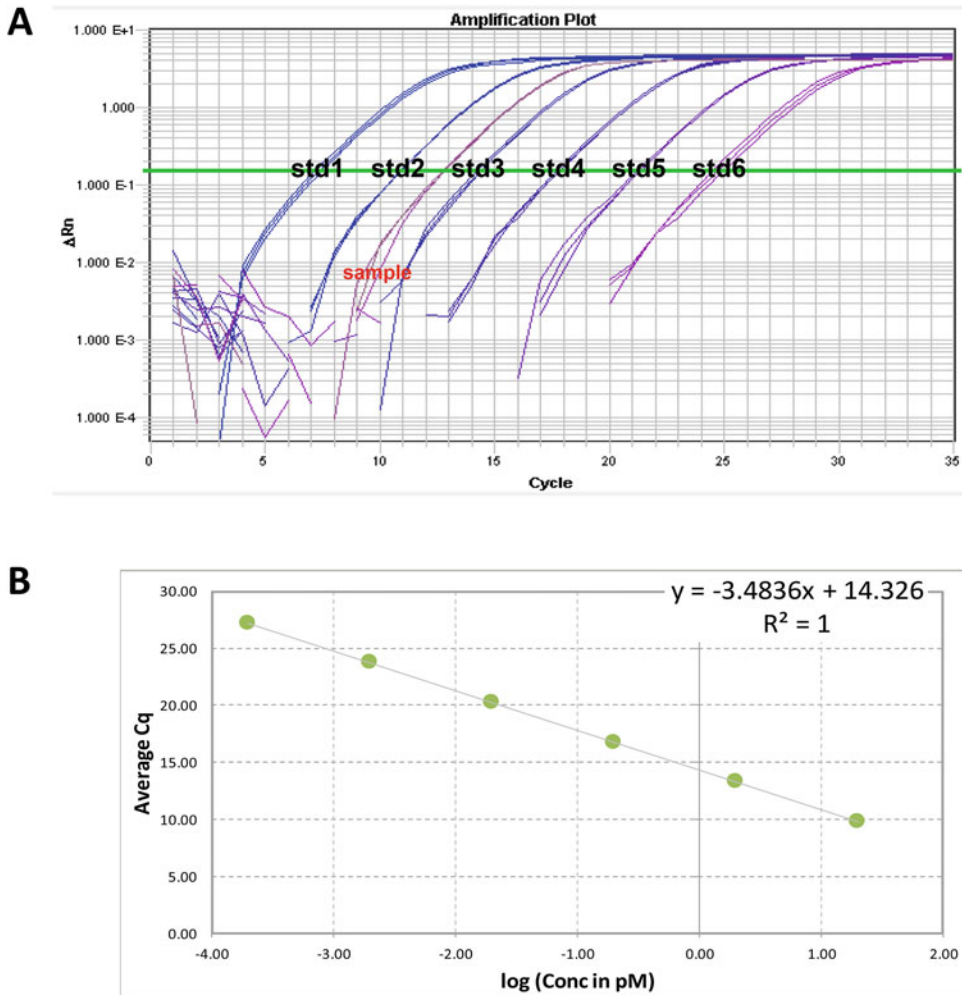 A
Amplification Plot
1.000 E+1
1.000
1.000 E-1
1.000 E-2
1.000 E-3
1.000 E-4
ΔRn
std1 std2 std3 std4 std5 std6
sample
0 5 10 15 20 25 30 35
Cycle
B
y = -3.4836x + 14.326
R² = 1
30.00
25.00
20.00
15.00
10.00
5.00
0.00
Average Cq
-4.00 -3.00 -2.00 -1.00 0.00 1.00 2.00
log (Conc in pM)